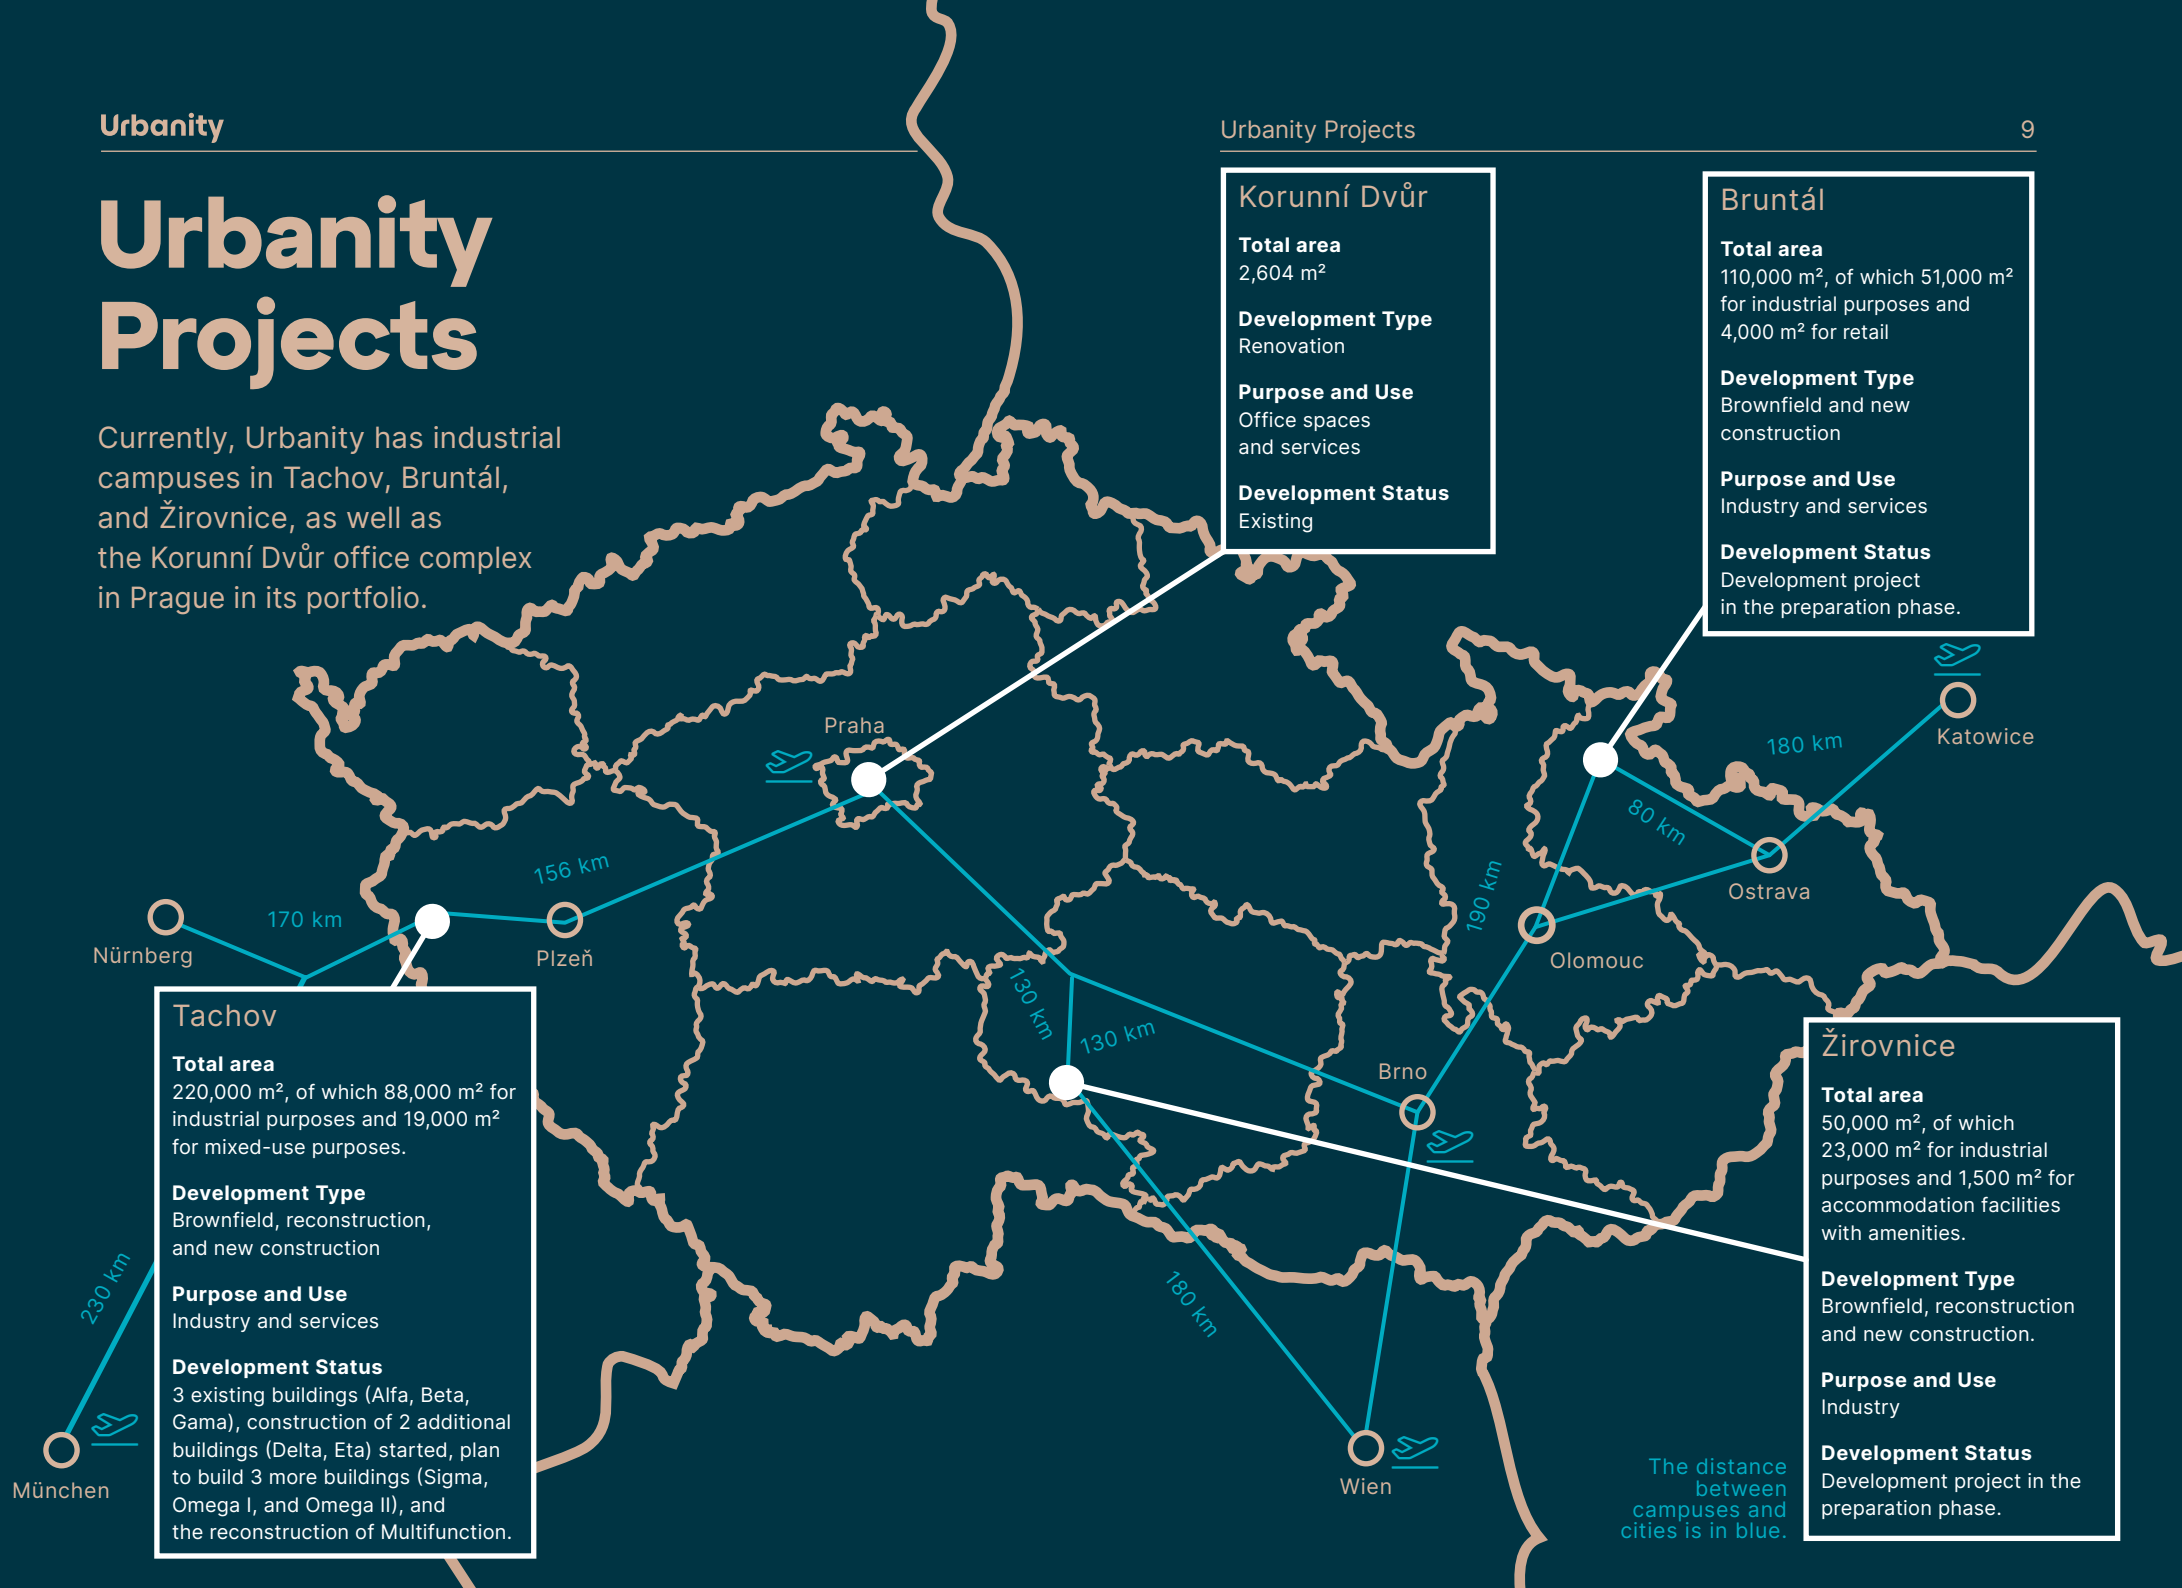 Urbanity
Urbanity Projects
9
Urbanity
Projects
Currently, Urbanity has industrial
campuses in Tachov, Bruntál,
and Žirovnice, as well as
the Korunní Dvůr office complex
in Prague in its portfolio.
Korunní Dvůr
Total area
2,604 m²
Development Type
Renovation
Purpose and Use
Office spaces
and services
Development Status
Existing
Bruntál
Total area
110,000 m², of which 51,000 m²
for industrial purposes and
4,000 m² for retail
Development Type
Brownfield and new
construction
Purpose and Use
Industry and services
Development Status
Development project
in the preparation phase.
Praha
Katowice
180 km
80 km
156 km
190 km
Ostrava
170 km
Nürnberg
Plzeň
Olomouc
130 km
130 km
Brno
Tachov
Total area
220,000 m², of which 88,000 m² for
industrial purposes and 19,000 m²
for mixed-use purposes.
Development Type
Brownfield, reconstruction,
and new construction
Purpose and Use
Industry and services
Development Status
3 existing buildings (Alfa, Beta,
Gama), construction of 2 additional
buildings (Delta, Eta) started, plan
to build 3 more buildings (Sigma,
Omega I, and Omega II), and
the reconstruction of Multifunction.
230 km
München
180 km
Wien
Žirovnice
Total area
50,000 m², of which
23,000 m² for industrial
purposes and 1,500 m² for
accommodation facilities
with amenities.
Development Type
Brownfield, reconstruction
and new construction.
Purpose and Use
Industry
Development Status
Development project in the
preparation phase.
The distance
between
campuses and
cities is in blue.